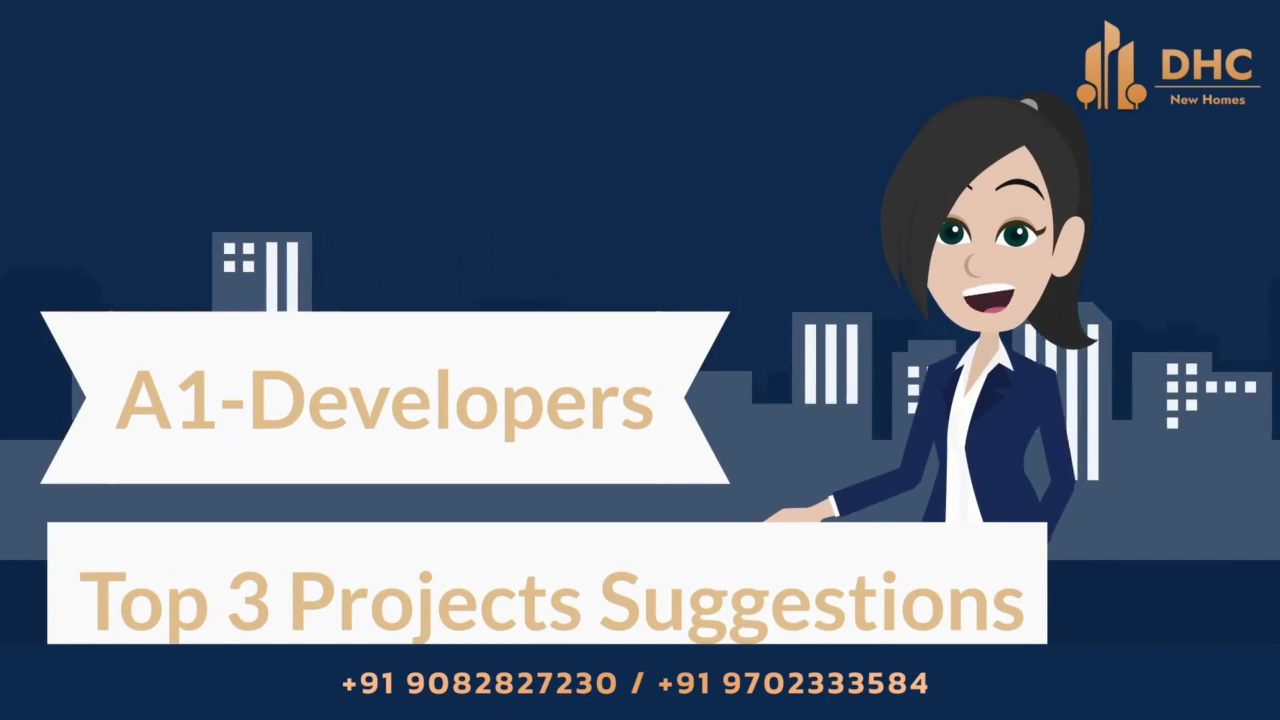 DHC
New Homes
A1-Developers
Top 3 Projects Suggestions
+91 9082827230 / +91 9702333584